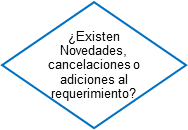 ¿Existen
Novedades,
cancelaciones o
adiciones al
requerimiento?